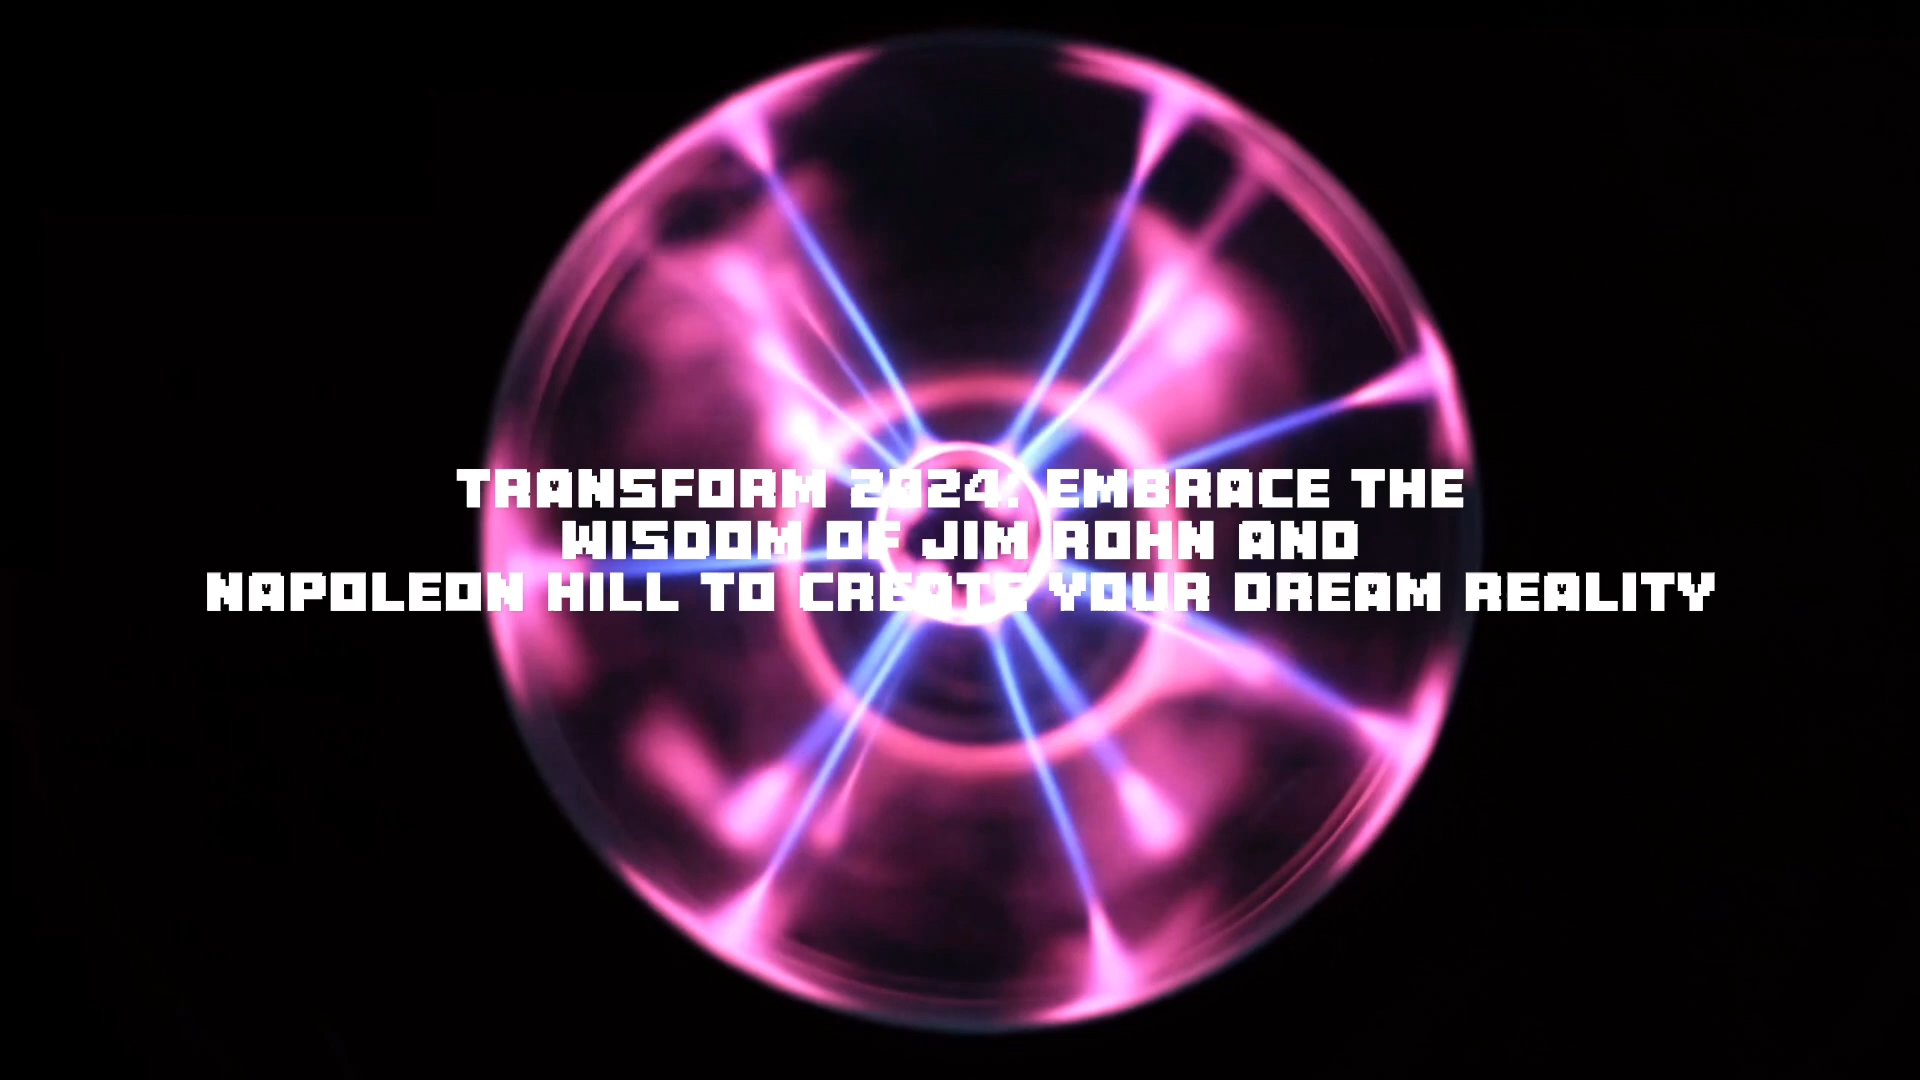 TRANSFORM 2024: EMBRACE THE
WISDOM OF JIM ROHN AND
NAPOLEON HILL TO CREATE YOUR DREAM REALITY